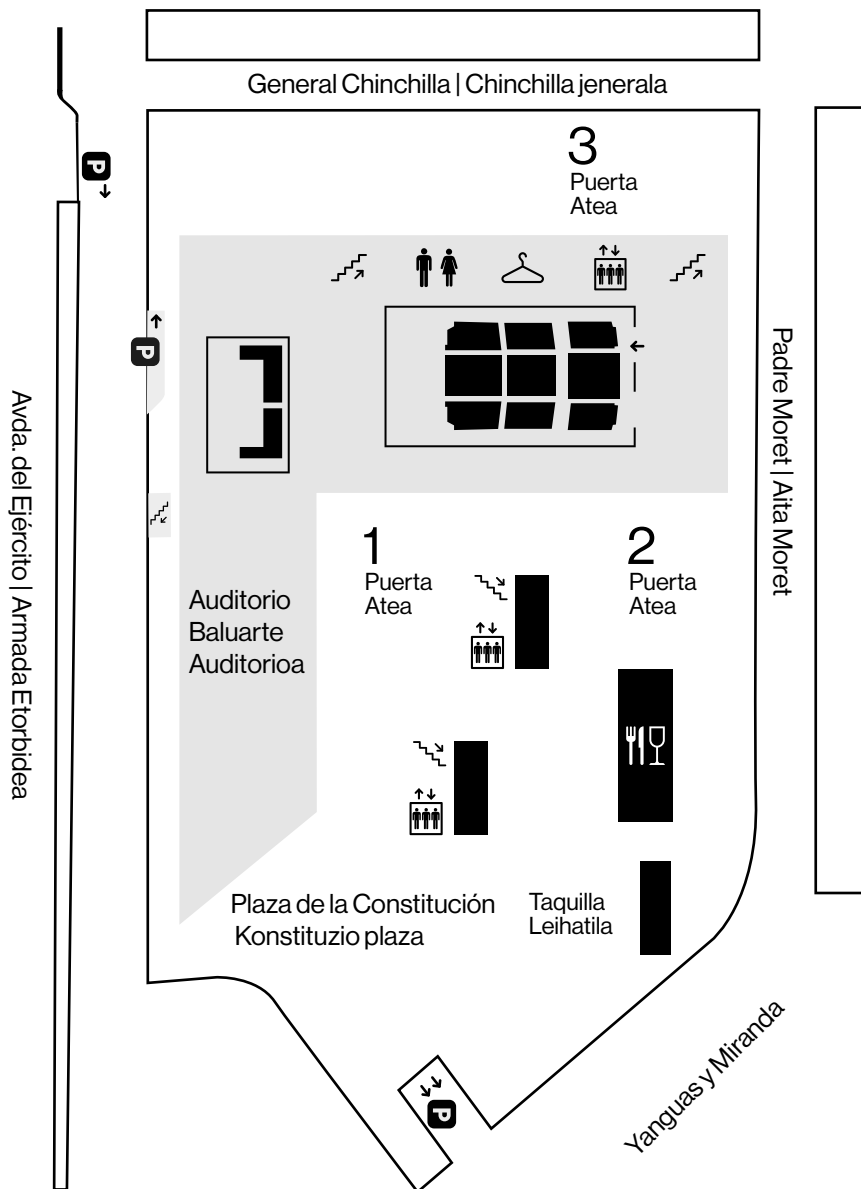 General Chinchilla | Chinchilla jenerala
3
Puerta
Atea
P
P
Avda. del Ejército | Armada Etorbidea
Padre Moret | Aita Moret
1
Puerta
Atea
2
Puerta
Atea
Auditorio
Baluarte
Auditorioa
Plaza de la Constitución
Konstituzio plaza
Taquilla
Leihatila
P
Yanguas y Miranda